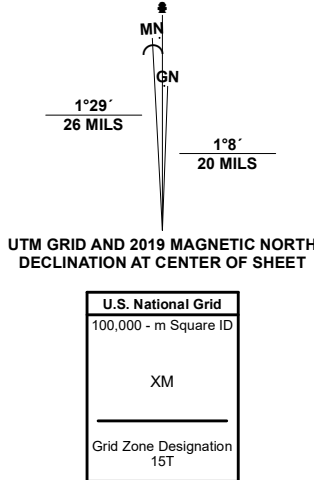 MN
GN
1°29´
26 MILS
1°8´
20 MILS
UTM GRID AND 2019 MAGNETIC NORTH
DECLINATION AT CENTER OF SHEET
U.S. National Grid
100,000 - m Square ID
XM
Grid Zone Designation
15T